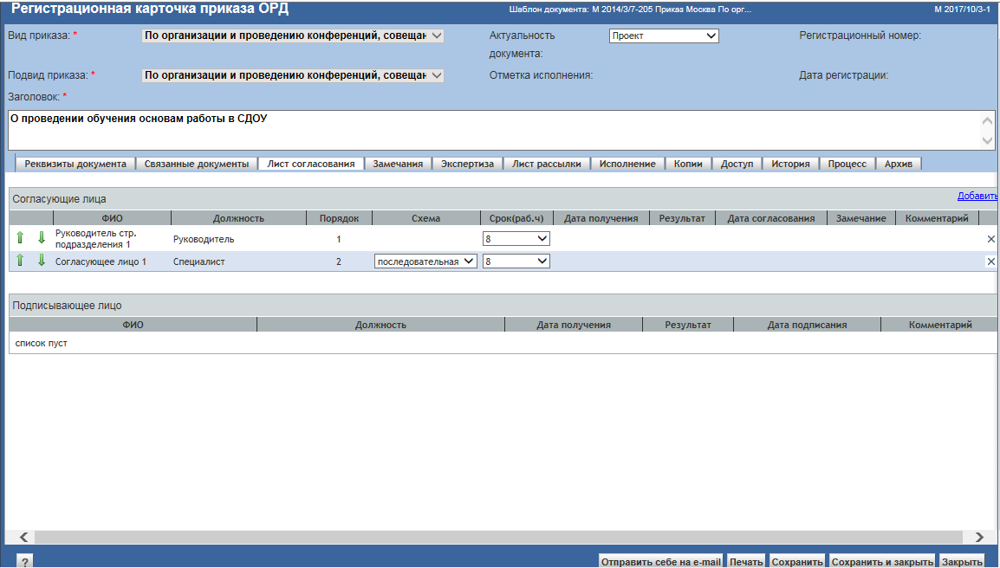 Регистрационная карточка приказа ОРД
Шаблон документа: М 2014/3/7-205 Приказ Москва По орг...
М 2017/10/3-1
Вид приказа: *
По организации и проведению конференций, совещан
Актуальность документа:
Проект
Регистрационный номер:
Подвид приказа: *
По организации и проведению конференций, совещан
Отметка исполнения:
Дата регистрации:
Заголовок: *
О проведении обучения основам работы в СДОУ
Реквизиты документа Связанные документы Лист согласования Замечания Экспертиза Лист рассылки Исполнение Копии Доступ История Процесс Архив
Согласующие лица
Добавить
ФИО Должность Порядок Схема Срок(раб.ч) Дата получения Результат Дата согласования Замечание Комментарий
Руководитель стр.
подразделения 1
Руководитель 1 8
Согласующее лицо 1 Специалист 2 последовательная 8
Подписывающее лицо
ФИО Должность Дата получения Результат Дата подписания Комментарий
список пуст
? Отправить себе на e-mail Печать Сохранить Сохранить и закрыть Закрыть